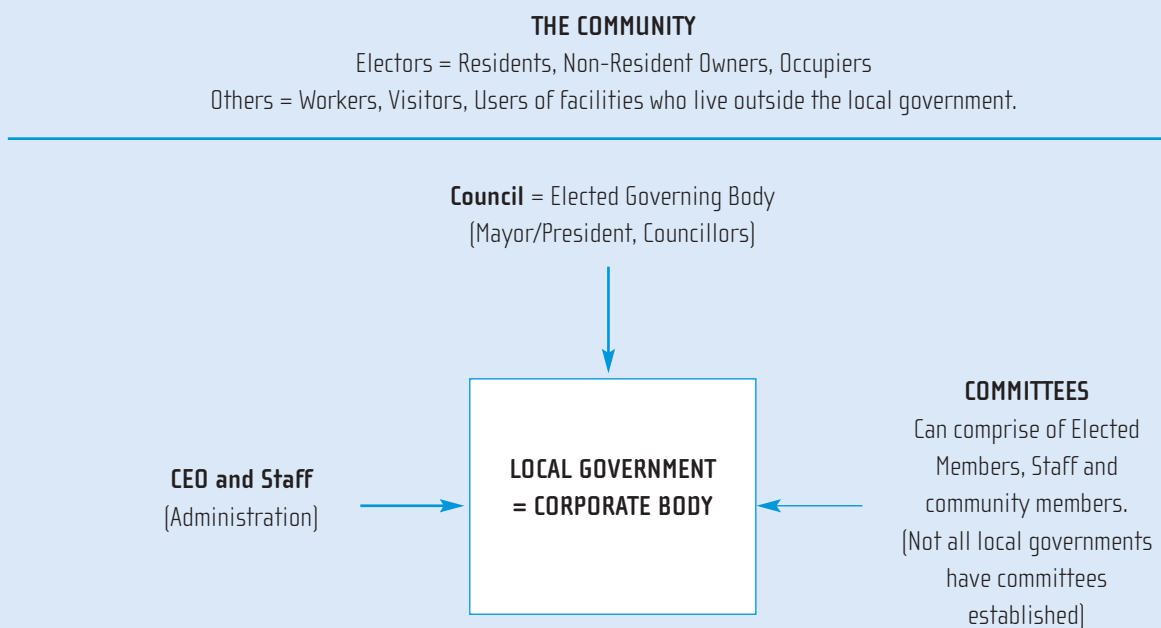 THE COMMUNITY
Electors = Residents, Non-Resident Owners, Occupiers
Others = Workers, Visitors, Users of facilities who live outside the local government.
Council = Elected Governing Body
(Mayor/President, Councillors)
CEO and Staff
(Administration)
LOCAL GOVERNMENT
= CORPORATE BODY
COMMITTEES
Can comprise of Elected
Members, Staff and
community members.
(Not all local governments
have committees
established)